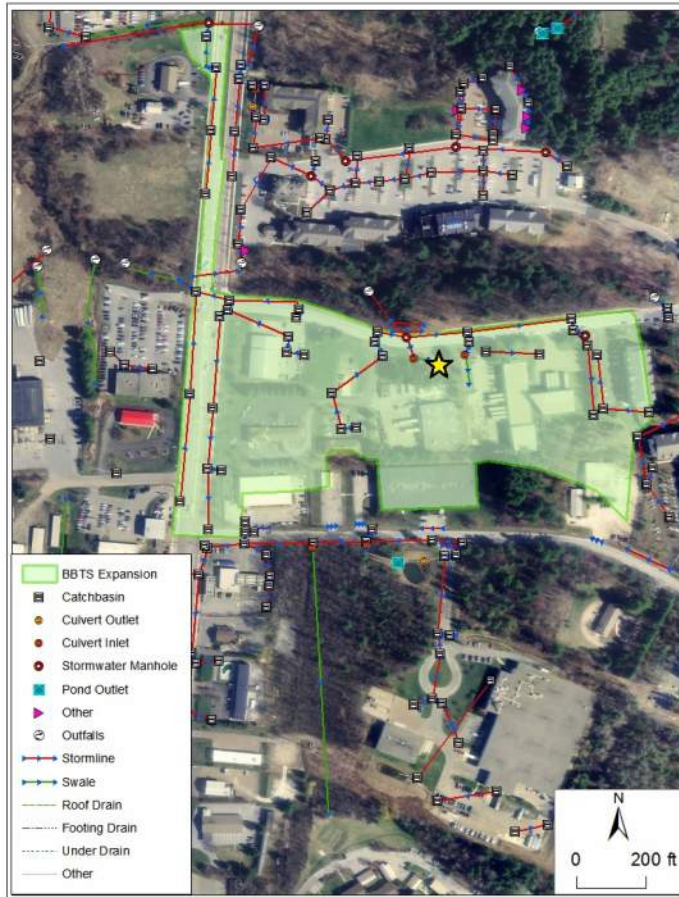 BBTS Expansion
Catchbasin
Culvert Outlet
Culvert Inlet
Stormwater Manhole
Pond Outlet
Other
Outfalls
Stormline
Swale
Roof Drain
Footing Drain
Under Drain
Other
N
0 200 ft